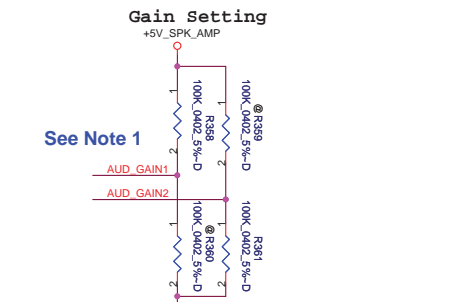 Gain Setting
+5V_SPK_AMP
1
1
100K_0402_5%~D
R358
@ R359
100K_0402_5%~D
See Note 1
2
2
AUD_GAIN1
AUD_GAIN2
1
1
100K_0402_5%~D
@ R360
R361
100K_0402_5%~D
2
2